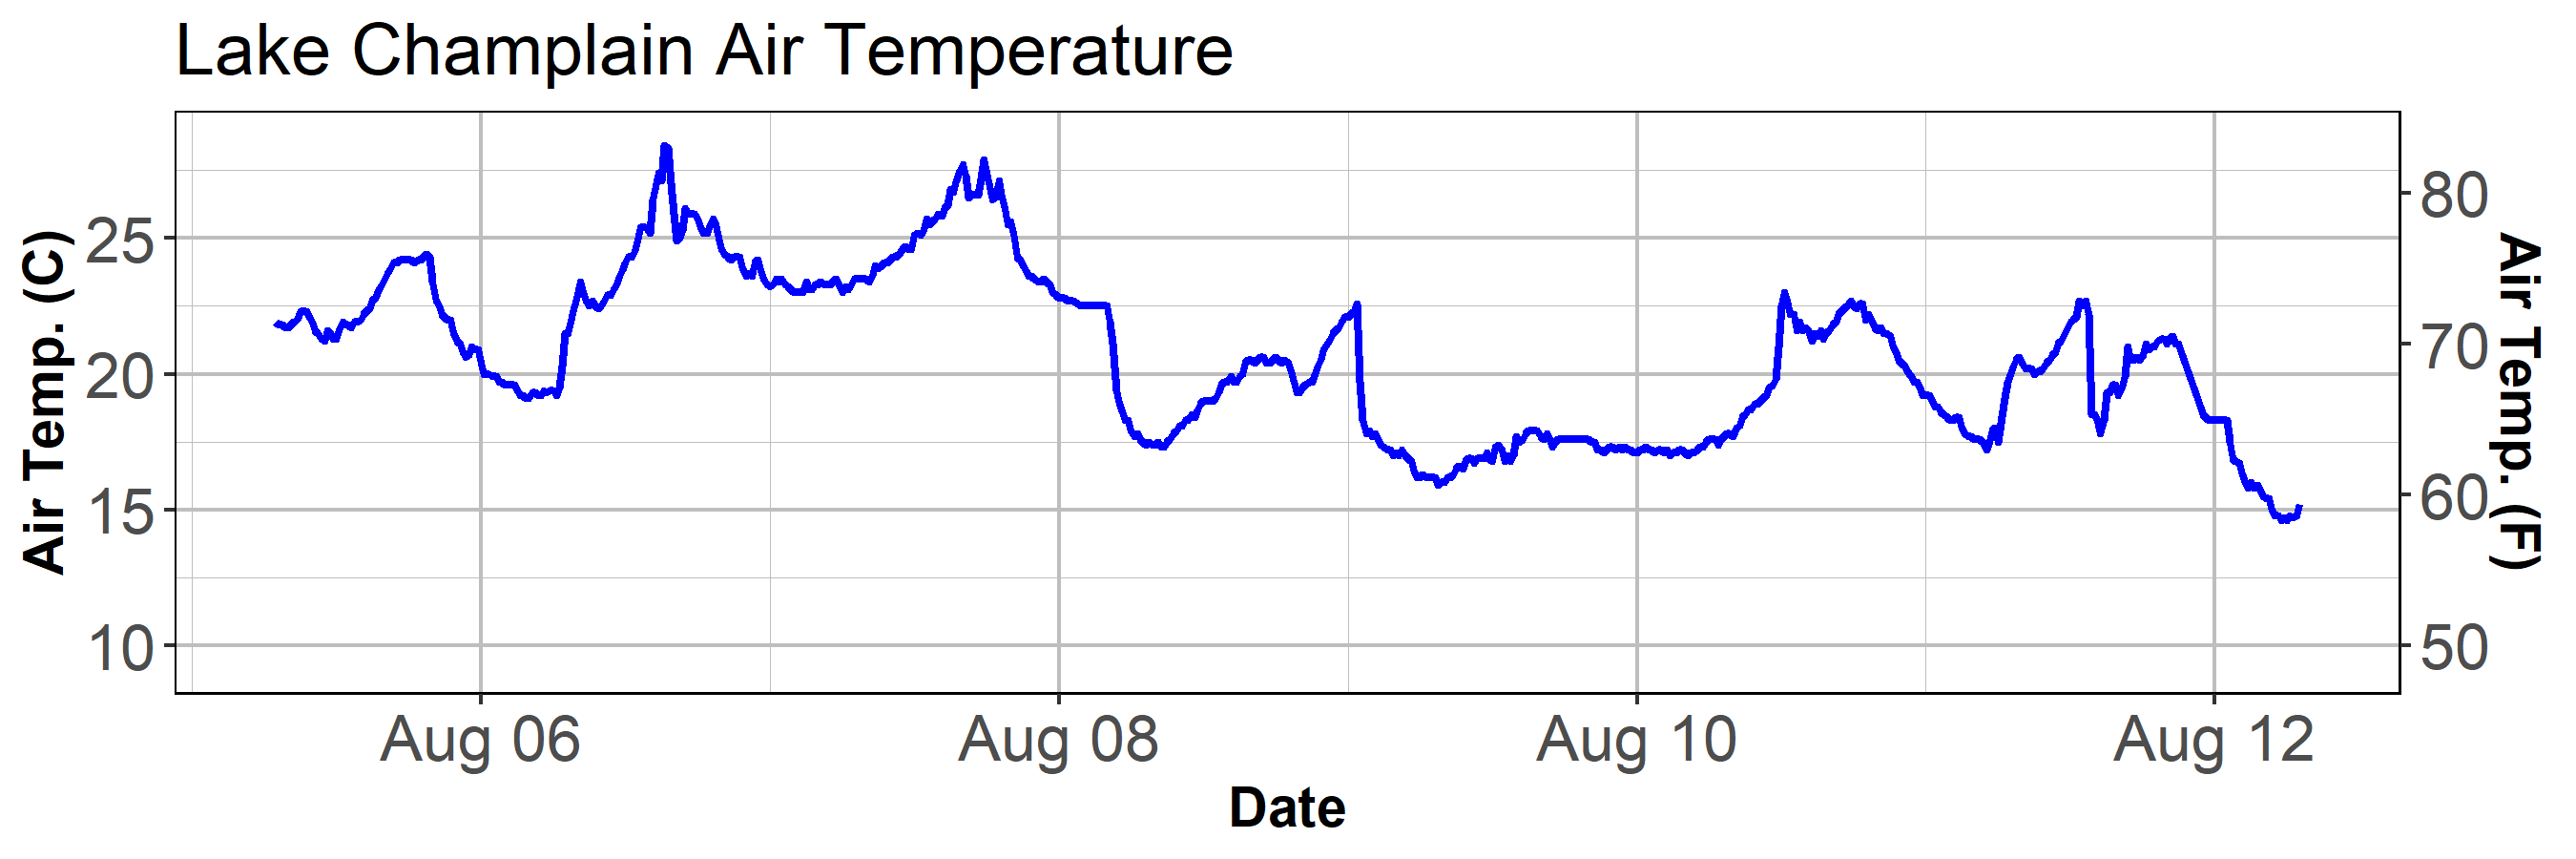 Lake Champlain Air Temperature
Air Temp. (C)
25
20
15
10
80
70
60
50
Air Temp. (F)
Aug 06
Aug 08
Aug 10
Aug 12
Date